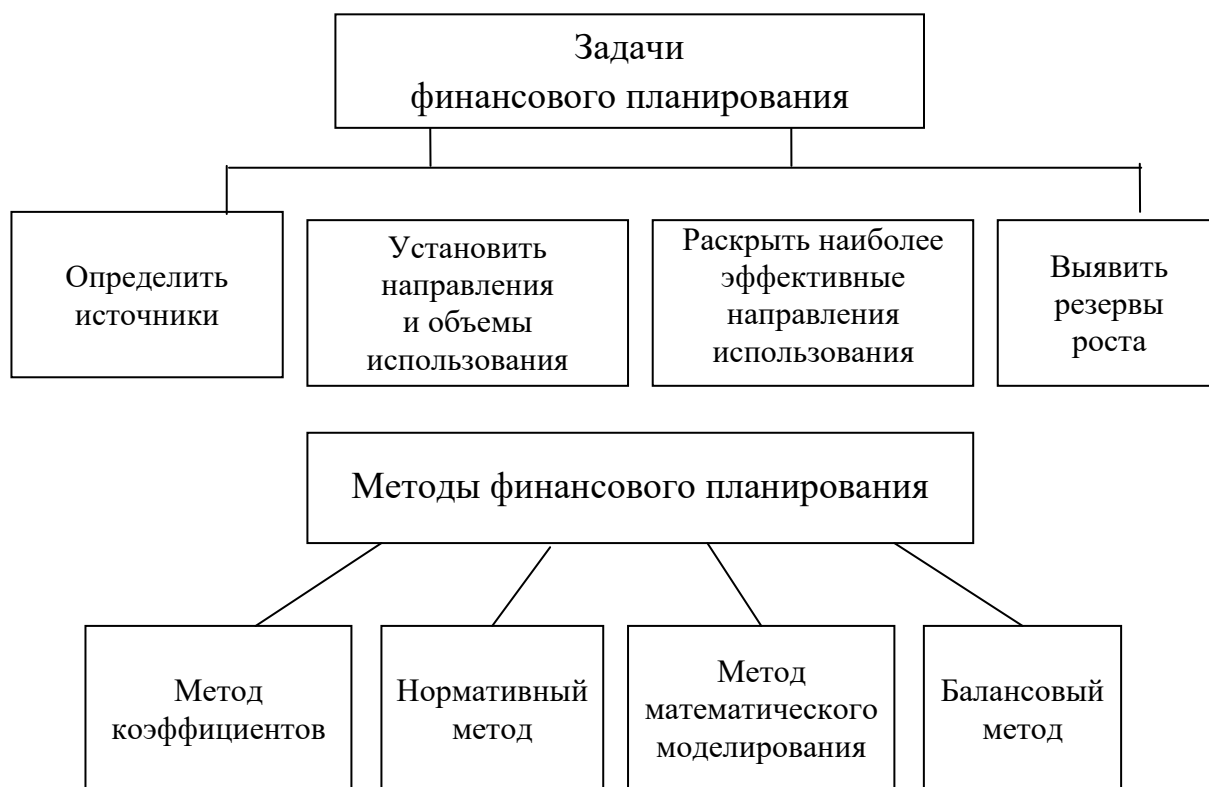 Задачи
финансового планирования
Определить
источники
Установить
направления
и объемы
использования
Раскрыть наиболее
эффективные
направления
использования
Выявить
резервы
роста
Методы финансового планирования
Метод
коэффициентов
Нормативный
метод
Метод
математического
моделирования
Балансовый
метод